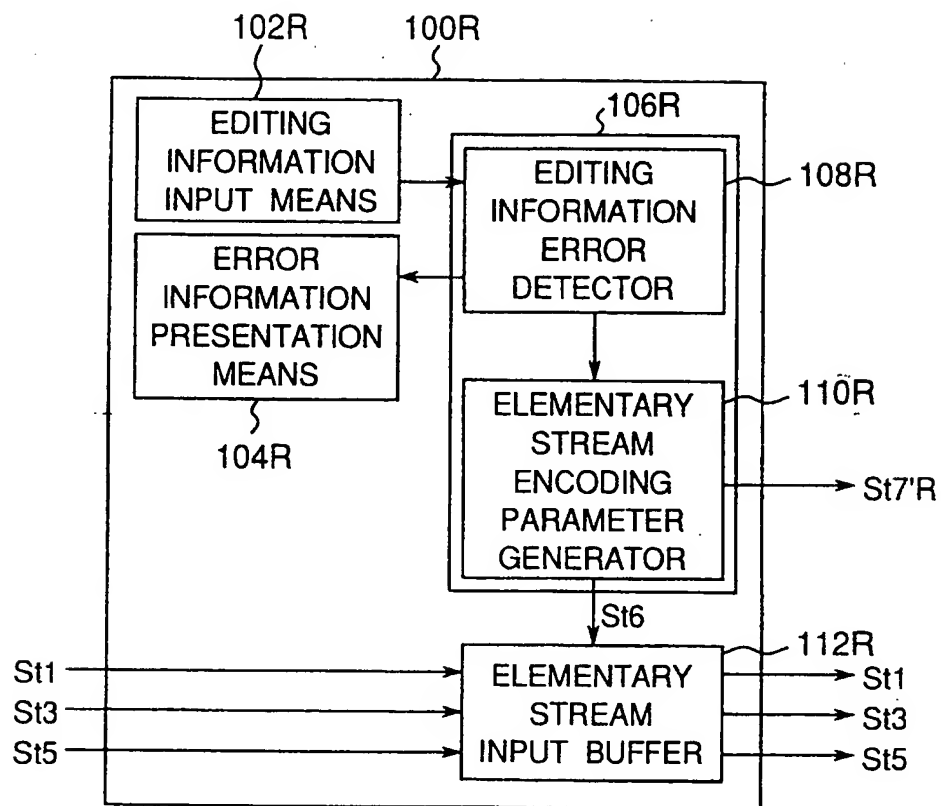 102R
100R
EDITING
INFORMATION
INPUT MEANS
106R
EDITING
INFORMATION
ERROR
DETECTOR
108R
ERROR
INFORMATION
PRESENTATION
MEANS
104R
ELEMENTARY
STREAM
ENCODING
PARAMETER
GENERATOR
110R
St7'R
St6
112R
St1
St3
St5
ELEMENTARY
STREAM
INPUT BUFFER
St1
St3
St5